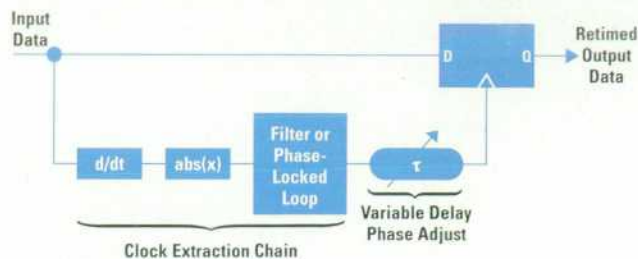 Input
Data
D
Q
Retimed
Output
Data
d/dt
abs(x)
Filter or
Phase-
Locked
Loop
τ
Variable Delay
Phase Adjust
Clock Extraction Chain